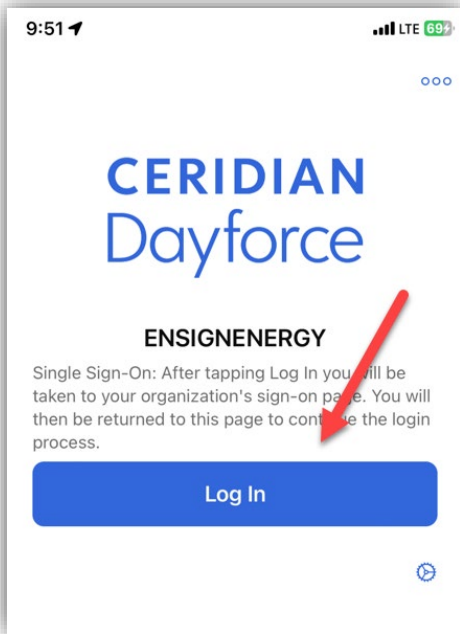 9:51
LTE 69
CERIDIAN
Dayforce
ENSIGNENERGY
Single Sign-On: After tapping Log In you will be
taken to your organization's sign-on page. You will
then be returned to this page to continue the login
process.
Log In